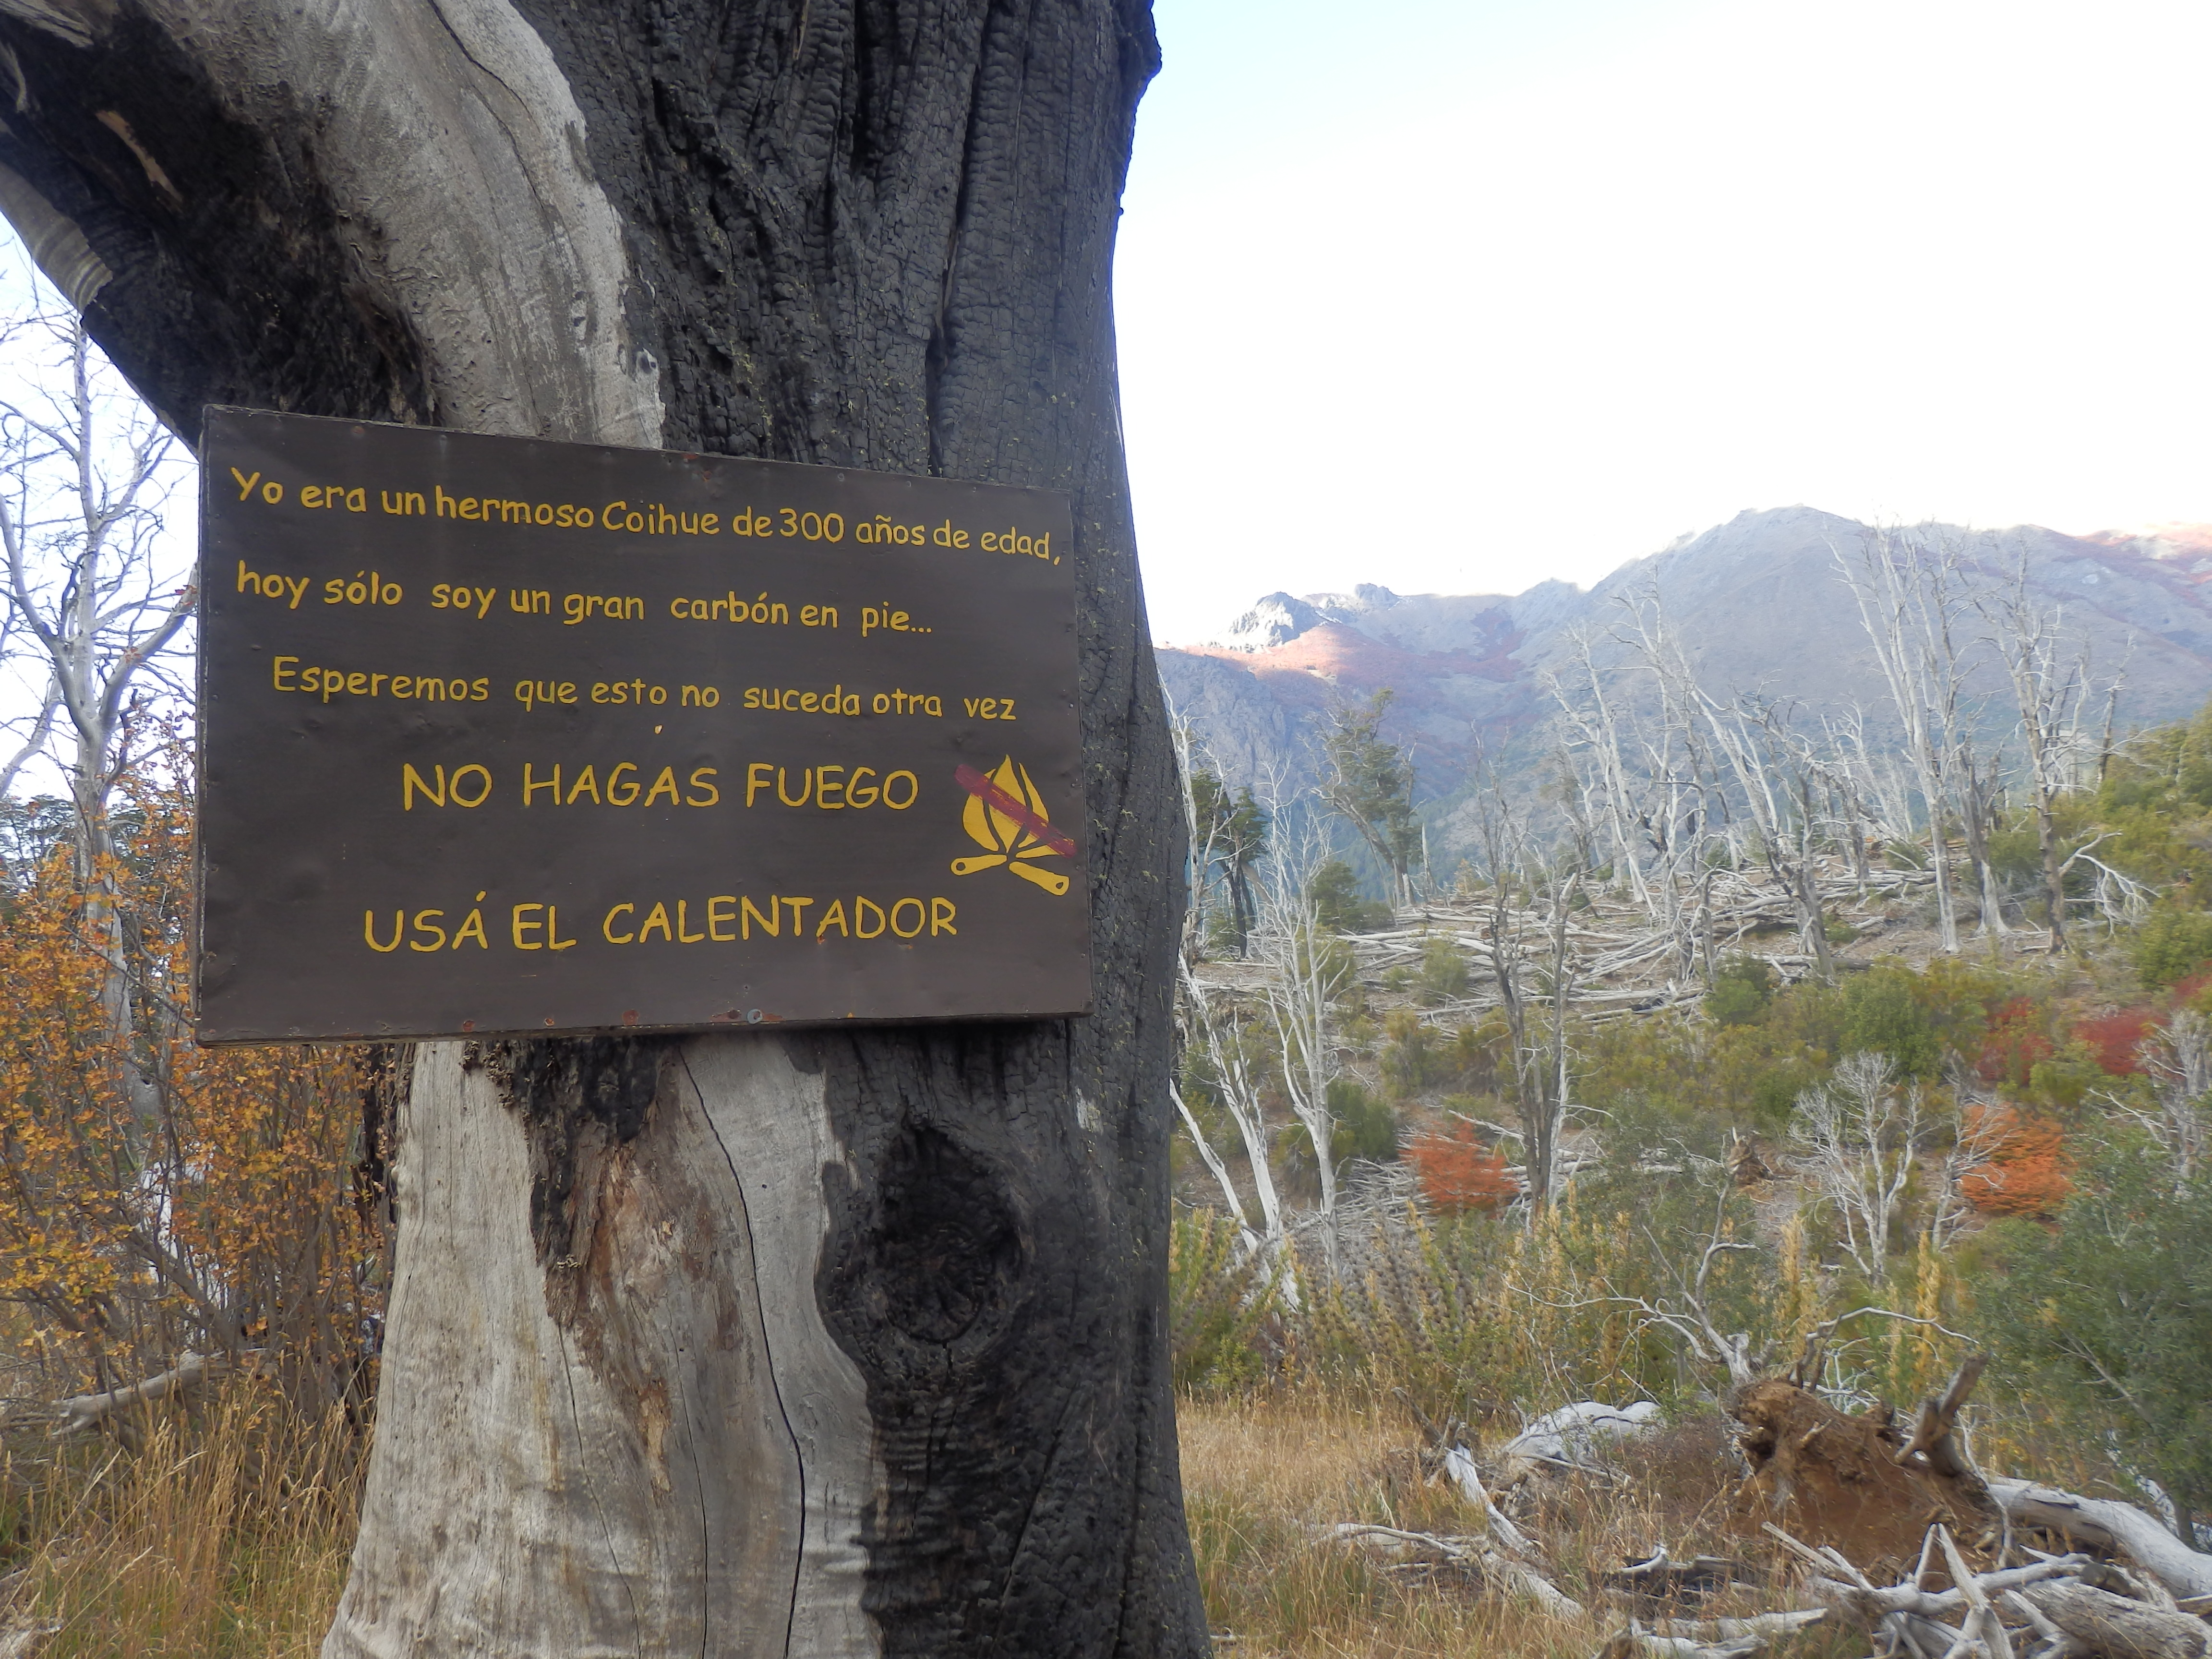 Yo era un hermoso Coihue de 300 años de edad,
hoy sólo soy un gran carbón en pie...
Esperemos que esto no suceda otra vez
NO HAGAS FUEGO
USÁ EL CALENTADOR